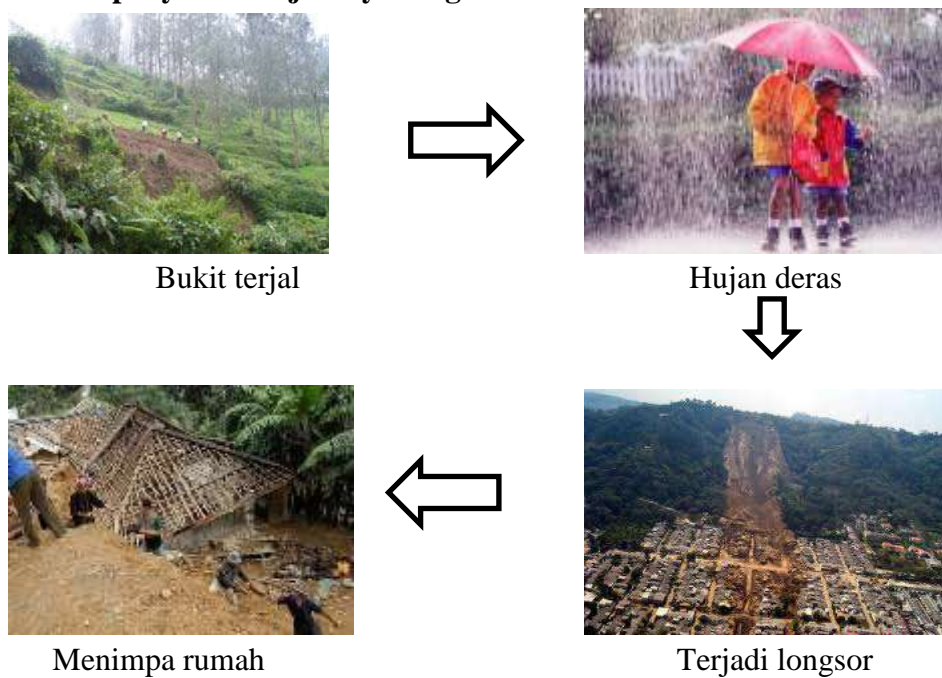 Bukit terjal
Hujan deras
Menimpa rumah
Terjadi longsor